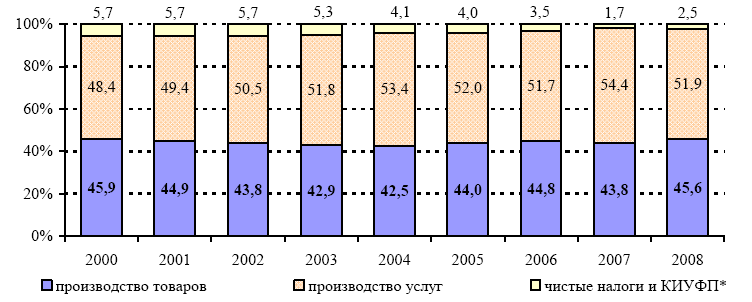 5,7 5,7 5,7 5,3 4,1 4,0 3,5 1,7 2,5
100%
80%
48,4 49,4 50,5 51,8 53,4 52,0 51,7 54,4 51,9
60%
40%
45,9 44,9 43,8 42,9 42,5 44,0 44,8 43,8 45,6
20%
0%
2000 2001 2002 2003 2004 2005 2006 2007 2008
производство товаров производство услуг чистые налоги и КИУФП*